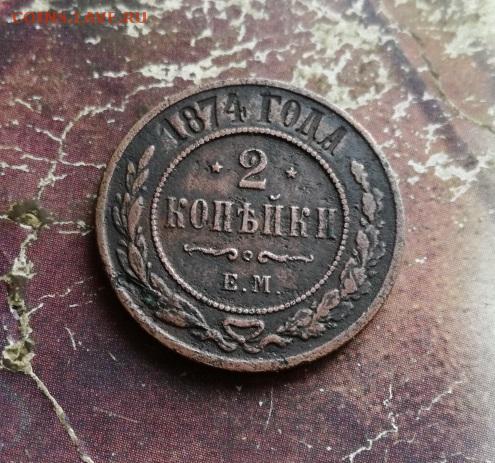 COINS.LAVE.RU
1874 ГОДА
2
КОПѢЙКИ
Е.М.